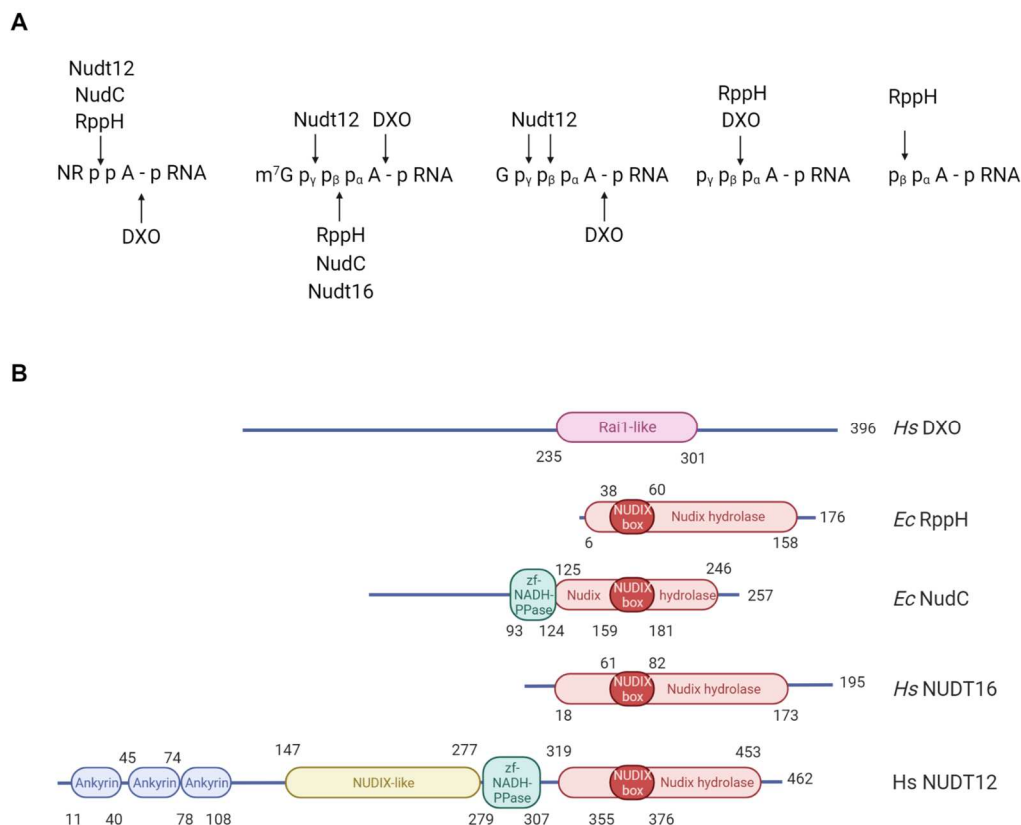 A
Nudt12
NudC
RppH
NR p p A - p RNA
DXO
Nudt12 DXO
m⁷G pγ pβ pα A - p RNA
RppH
NudC
Nudt16
Nudt12
G pγ pβ pα A - p RNA
DXO
RppH
DXO
pγ pβ pα A - p RNA
RppH
pβ pα A - p RNA
B
Rai1-like
235 301
396
Hs DXO
38 60
NUDIX
box
Nudix hydrolase
6 158
176
Ec RppH
zf-
NADH-
PPase
125 246
Nudix
NUDIX
box
hydrolase
93 124 159 181
257
Ec NudC
61 82
NUDIX
box
Nudix hydrolase
18 173
195
Hs NUDT16
45 74 147 277 319 453
Ankyrin Ankyrin Ankyrin
NUDIX-like
zf-
NADH-
PPase
NUDIX
box
Nudix hydrolase
462
Hs NUDT12
11 40 78 108 279 307 355 376